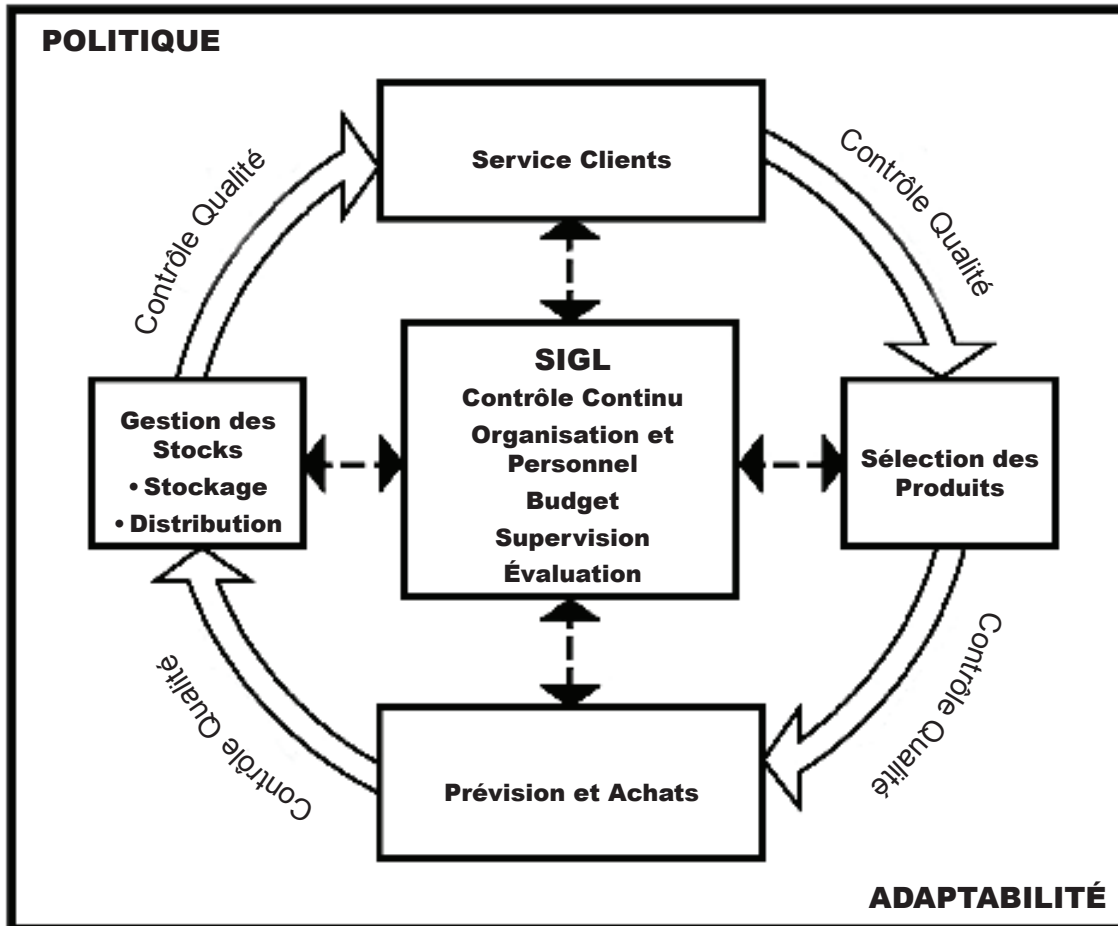 POLITIQUE
Service Clients
Contrôle Qualité
Contrôle Qualité
SIGL
Contrôle Continu
Organisation et
Personnel
Budget
Supervision
Évaluation
Gestion des
Stocks
• Stockage
• Distribution
Sélection des
Produits
Contrôle Qualité
Contrôle Qualité
Prévision et Achats
ADAPTABILITÉ